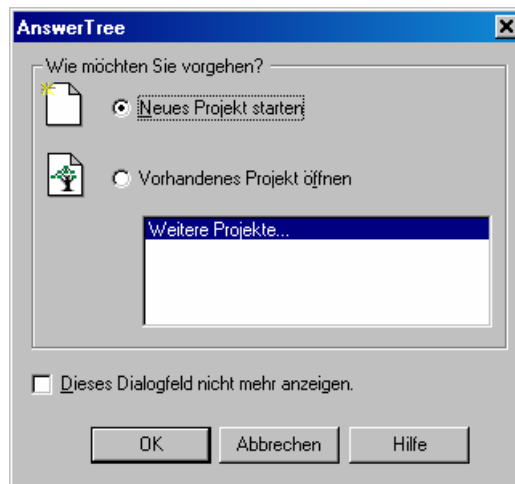 AnswerTree
Wie möchten Sie vorgehen?
Neues Projekt starten
Vorhandenes Projekt öffnen
Weitere Projekte...
Dieses Dialogfeld nicht mehr anzeigen.
OK
Abbrechen
Hilfe